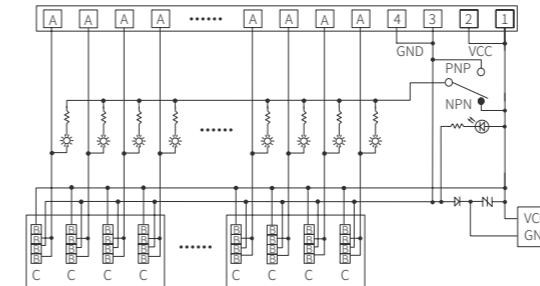 A A A A ...... A A A A 4 3 2 1
GND VCC
PNP
NPN
B B B B B B B B
B B B B B B B B
B B B B B B B B
B B B B B B B B
VC
GN
C C C C C C C C